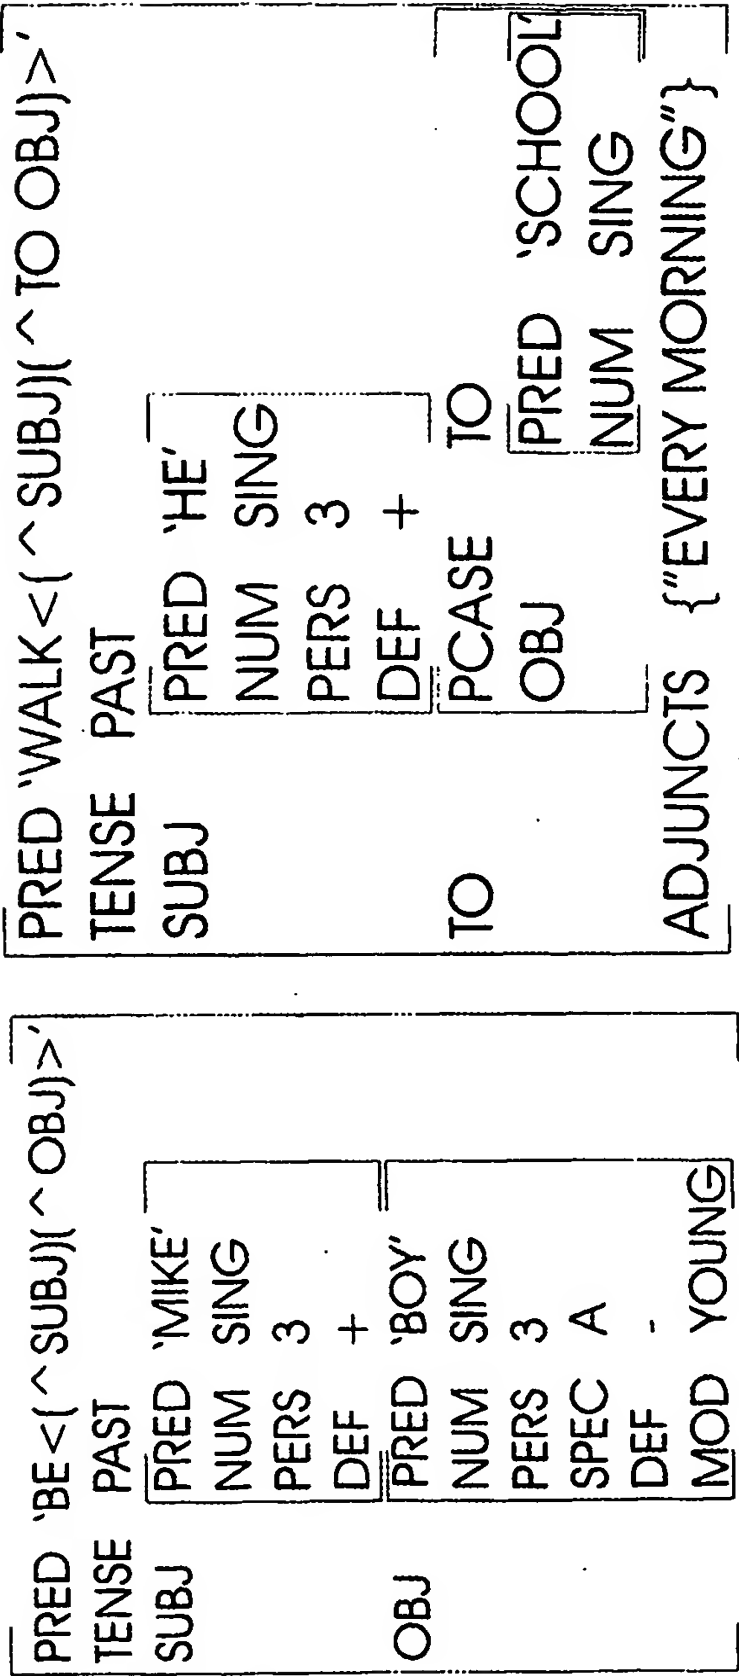 PRED 'BE<(^SUBJ)(^OBJ)>'
TENSE PAST
SUBJ PRED 'MIKE'
NUM SING
PERS 3
DEF +
OBJ PRED 'BOY'
NUM SING
PERS 3
SPEC A
DEF -
MOD YOUNG
PRED 'WALK<(^SUBJ)(^TO OBJ)>'
TENSE PAST
SUBJ PRED 'HE'
NUM SING
PERS 3
DEF +
TO PCASE TO
OBJ PRED 'SCHOOL'
NUM SING
ADJUNCTS {"EVERY MORNING"}